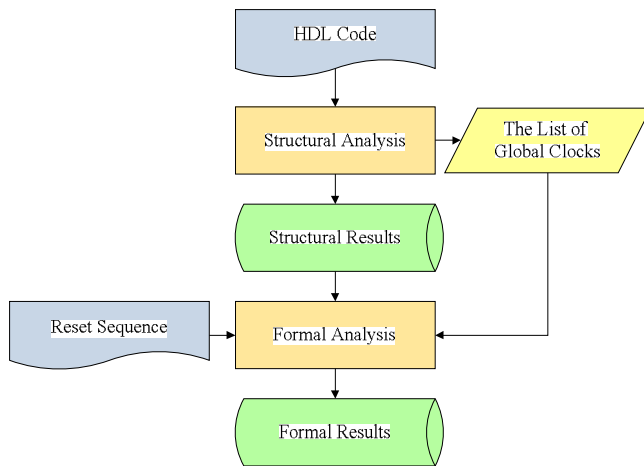 HDL Code
Structural Analysis
The List of
Global Clocks
Structural Results
Reset Sequence
Formal Analysis
Formal Results